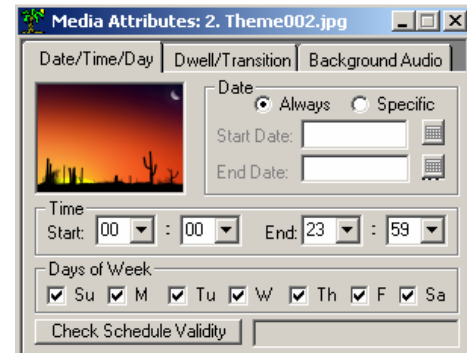 Media Attributes: 2. Theme002.jpg
Date/Time/Day Dwell/Transition Background Audio
Date
Always Specific
Start Date:
End Date:
Time
Start: 00 : 00 End: 23 : 59
Days of Week
Su M Tu W Th F Sa
Check Schedule Validity